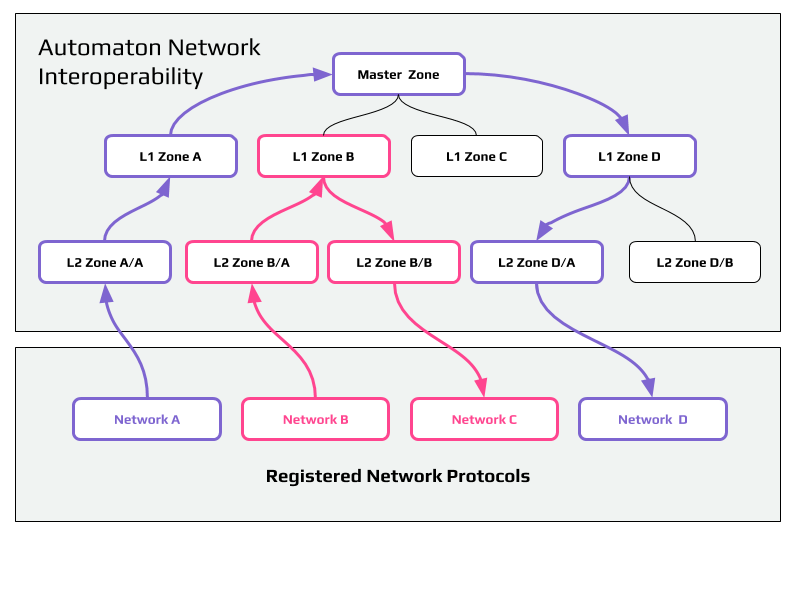 Automaton Network
Interoperability
Master Zone
L1 Zone A
L1 Zone B
L1 Zone C
L1 Zone D
L2 Zone A/A
L2 Zone B/A
L2 Zone B/B
L2 Zone D/A
L2 Zone D/B
Network A
Network B
Network C
Network D
Registered Network Protocols